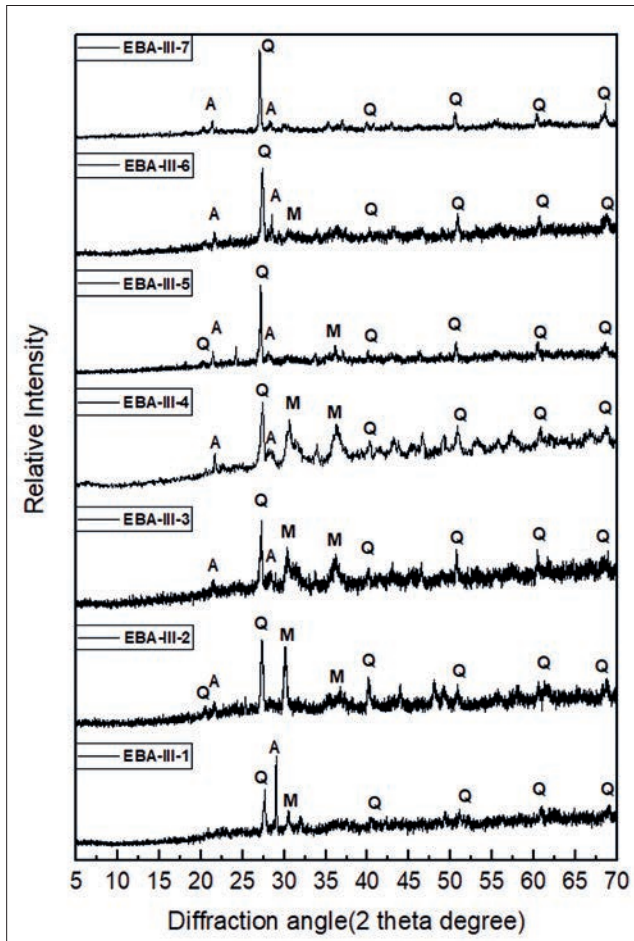 EBA-III-7
Q
A A Q Q Q Q
EBA-III-6
Q
A A M Q Q Q Q
EBA-III-5
Q
Q A A M Q Q Q Q
EBA-III-4
Q
A A M M Q Q Q Q
EBA-III-3
Q
A A M M Q Q Q Q
EBA-III-2
Q M
Q A M Q Q Q Q
EBA-III-1
A
Q M Q Q Q Q
Relative Intensity
5 10 15 20 25 30 35 40 45 50 55 60 65 70
Diffraction angle(2 theta degree)